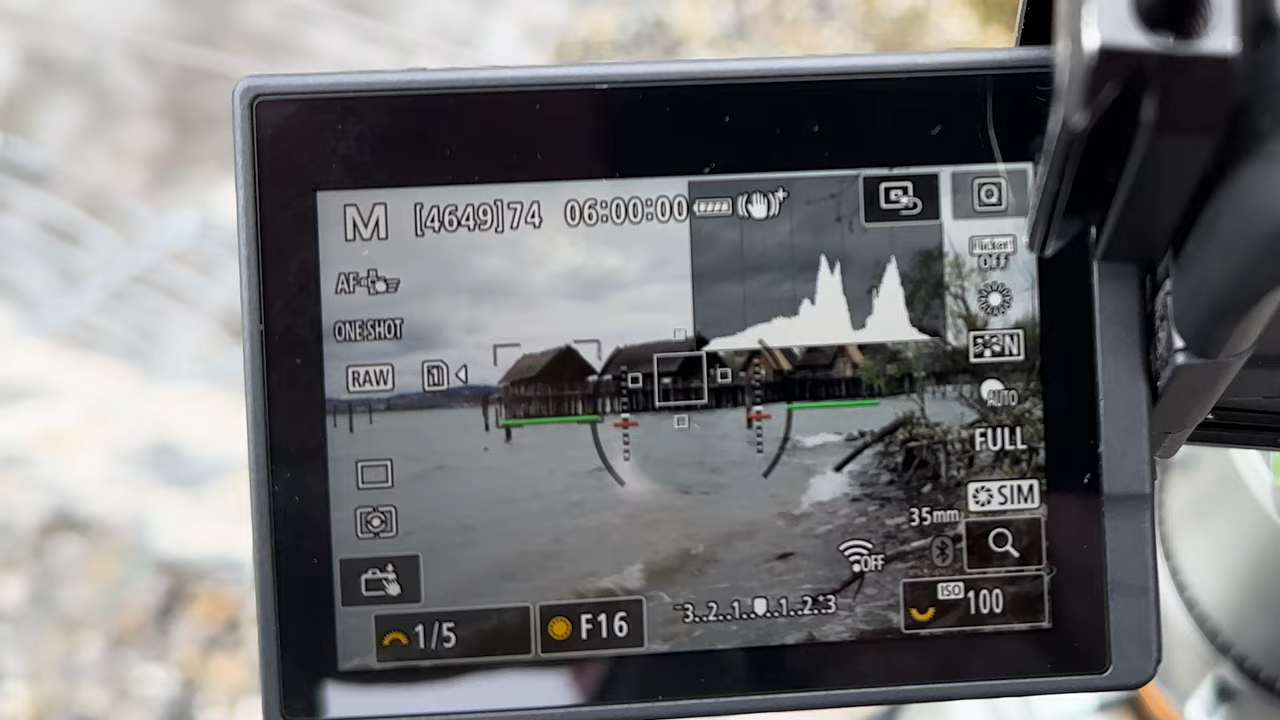 M [4649]74 06:00:00
Q
AF
Flicker
OFF
ONE SHOT
RAW
N
AUTO
FULL
SIM
35mm
OFF
1/5
F16
-3..2..1..0..1..2..+3
ISO 100